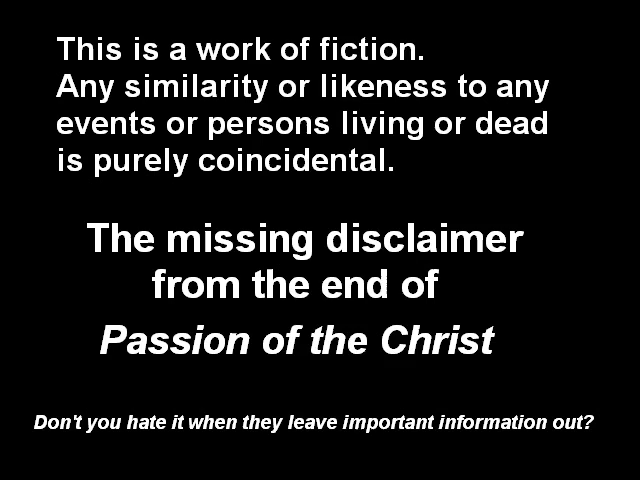 This is a work of fiction.
Any similarity or likeness to any
events or persons living or dead
is purely coincidental.
The missing disclaimer
from the end of
Passion of the Christ
Don't you hate it when they leave important information out?